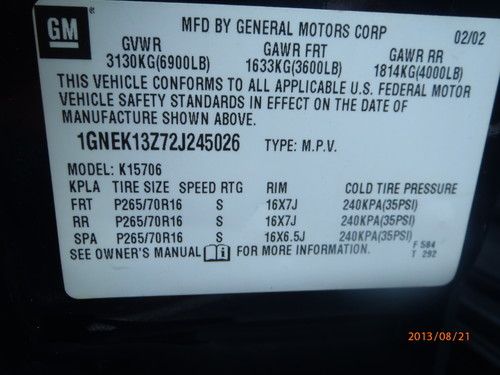 GM
MFD BY GENERAL MOTORS CORP 02/02
GVWR GAWR FRT GAWR RR
3130KG(6900LB) 1633KG(3600LB) 1814KG(4000LB)
THIS VEHICLE CONFORMS TO ALL APPLICABLE U.S. FEDERAL MOTOR
VEHICLE SAFETY STANDARDS IN EFFECT ON THE DATE OF
MANUFACTURE SHOWN ABOVE.
1GNEK13Z72J245026 TYPE: M.P.V.
MODEL: K15706
KPLA TIRE SIZE SPEED RTG RIM COLD TIRE PRESSURE
FRT P265/70R16 S 16X7J 240KPA(35PSI)
RR P265/70R16 S 16X7J 240KPA(35PSI)
SPA P265/70R16 S 16X6.5J 240KPA(35PSI)
SEE OWNER'S MANUAL i FOR MORE INFORMATION.
F 584
T 292
2013/08/21